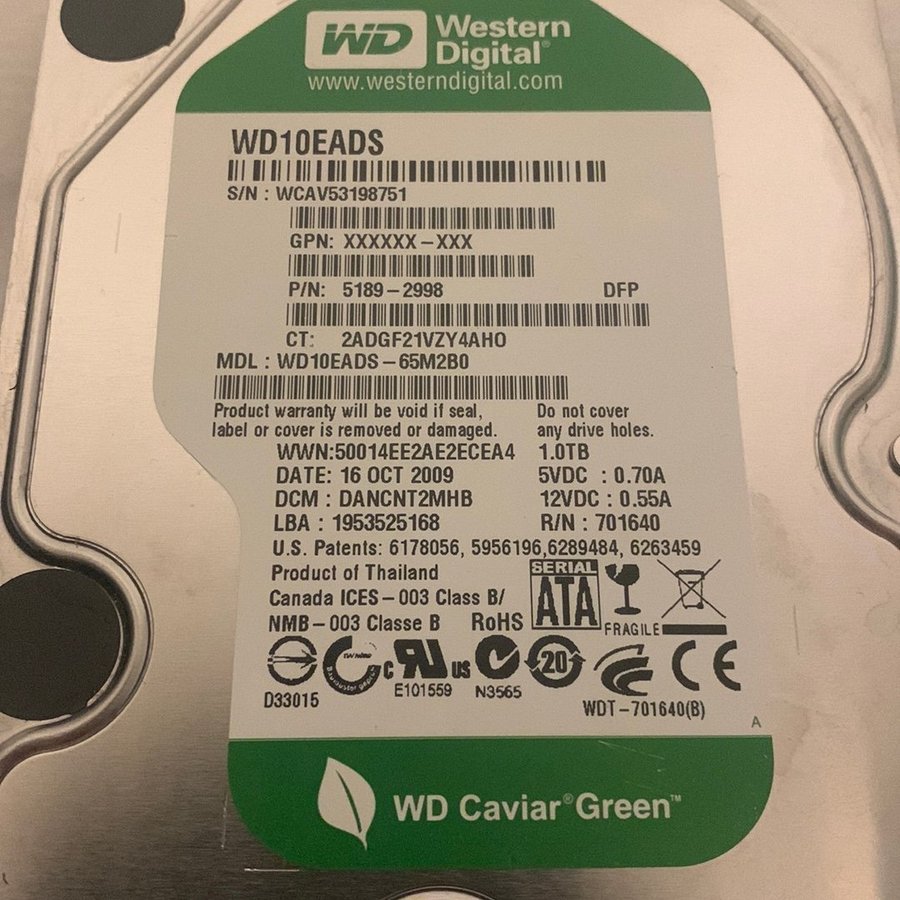 WD Western Digital®
www.westerndigital.com
WD10EADS
S/N : WCAV53198751
GPN: XXXXXX-XXX
P/N: 5189-2998 DFP
CT: 2ADGF21VZY4AHO
MDL : WD10EADS-65M2B0
Product warranty will be void if seal, Do not cover
label or cover is removed or damaged. any drive holes.
WWN:50014EE2AE2ECEA4 1.0TB
DATE: 16 OCT 2009 5VDC : 0.70A
DCM : DANCNT2MHB 12VDC : 0.55A
LBA : 1953525168 R/N : 701640
U.S. Patents: 6178056, 5956196,6289484, 6263459
Product of Thailand SERIAL
Canada ICES-003 Class B/ ATA
NMB-003 Classe B RoHS FRAGILE
c RU us 20 CE
D33015 E101559 N3565 WDT-701640(B)
A
WD Caviar® Green™